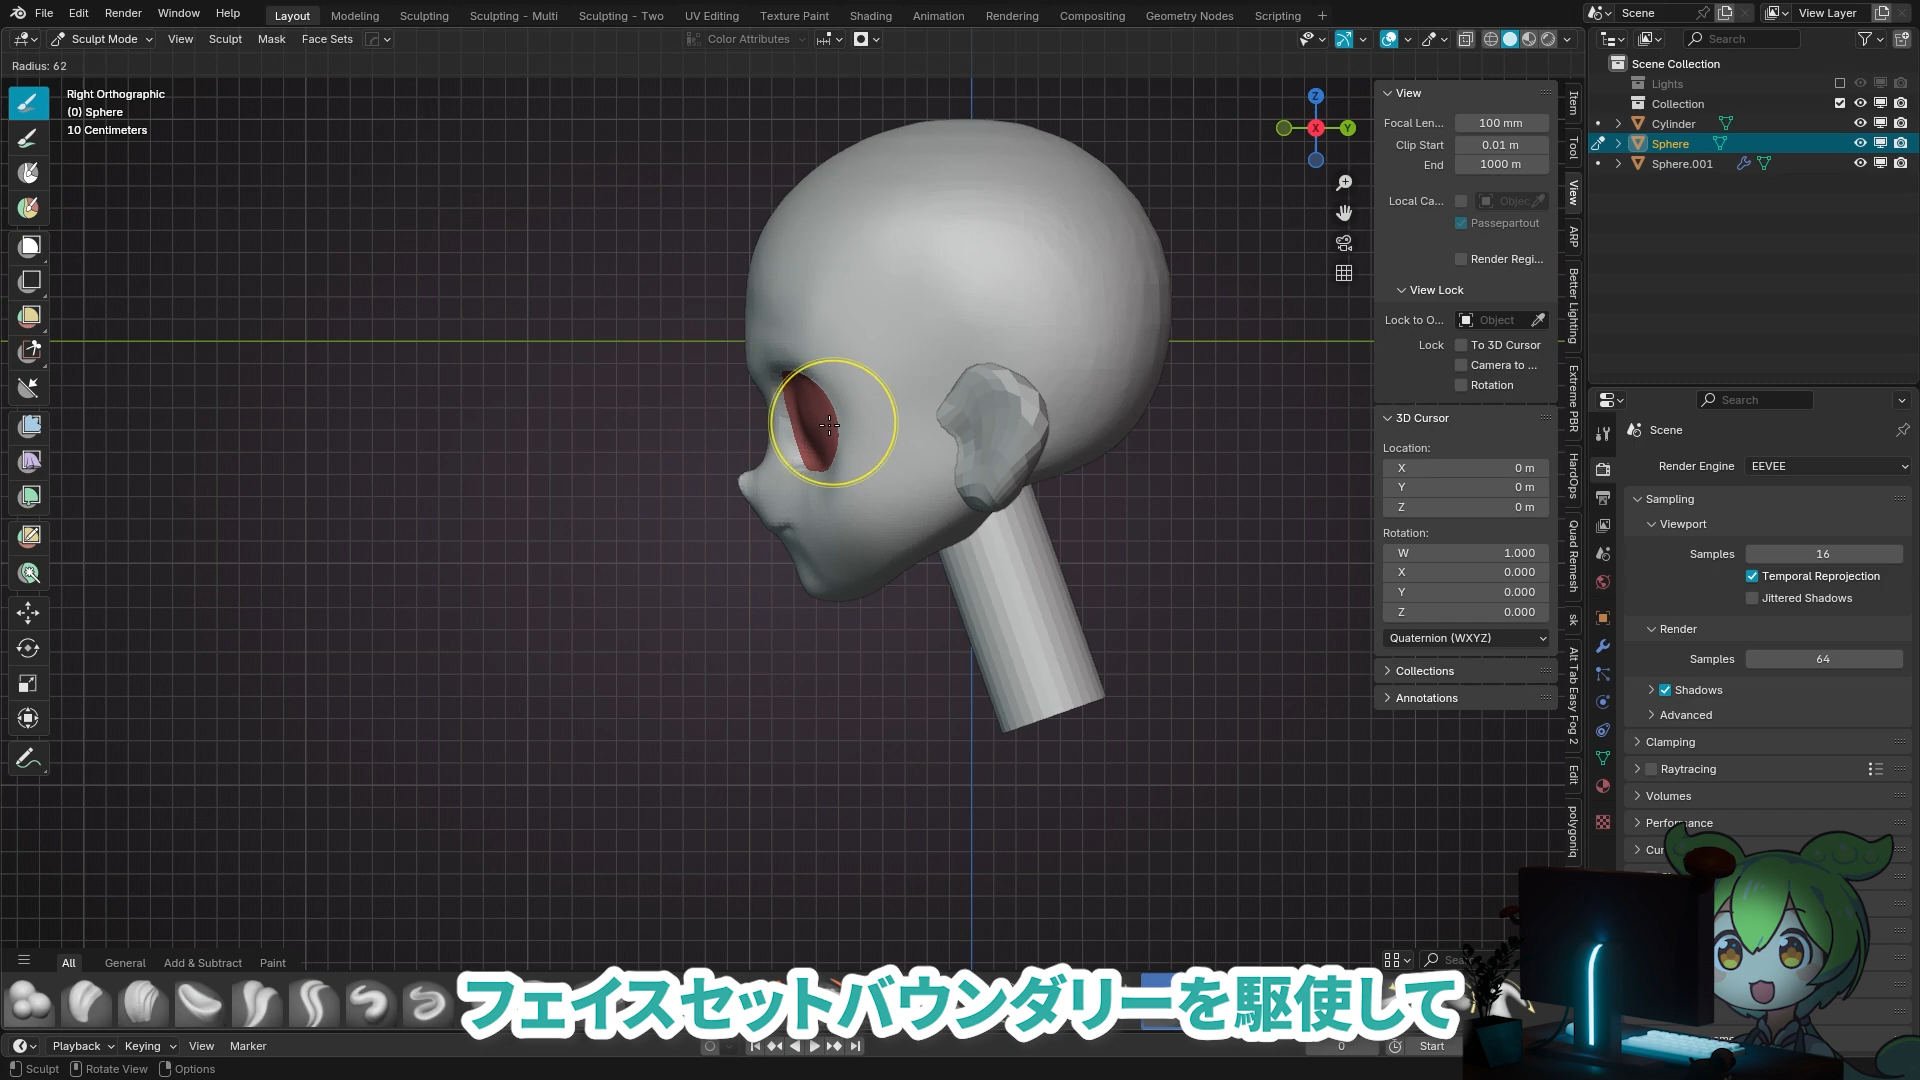 File Edit Render Window Help Layout Modeling Sculpting Sculpting - Multi Sculpting - Two UV Editing Texture Paint Shading Animation Rendering Compositing Geometry Nodes Scripting Scene View Layer
Sculpt Mode View Sculpt Mask Face Sets Color Attributes Search
Radius: 62
Right Orthographic
(0) Sphere
10 Centimeters
Z
X
Y
View
Focal Len... 100 mm
Clip Start 0.01 m
End 1000 m
Local Ca... Objec
Passepartout
Render Regi...
View Lock
Lock to O... Object
Lock To 3D Cursor
Camera to ...
Rotation
3D Cursor
Location:
X 0 m
Y 0 m
Z 0 m
Rotation:
W 1.000
X 0.000
Y 0.000
Z 0.000
Quaternion (WXYZ)
Collections
Annotations
Item
Tool
View
ARP
Better Lighting
Extreme PBR
HardOps
Quad Remesh
sk
Alt Tab Easy Fog 2
Edit
polygoniq
Scene Collection
Lights
Collection
Cylinder
Sphere
Sphere.001
Search
Scene
Render Engine EEVEE
Sampling
Viewport
Samples 16
Temporal Reprojection
Jittered Shadows
Render
Samples 64
Shadows
Advanced
Clamping
Raytracing
Volumes
Performance
All General Add & Subtract Paint
フェイスセットバウンダリーを駆使して
Playback Keying View Marker 0 Start
Sculpt Rotate View Options